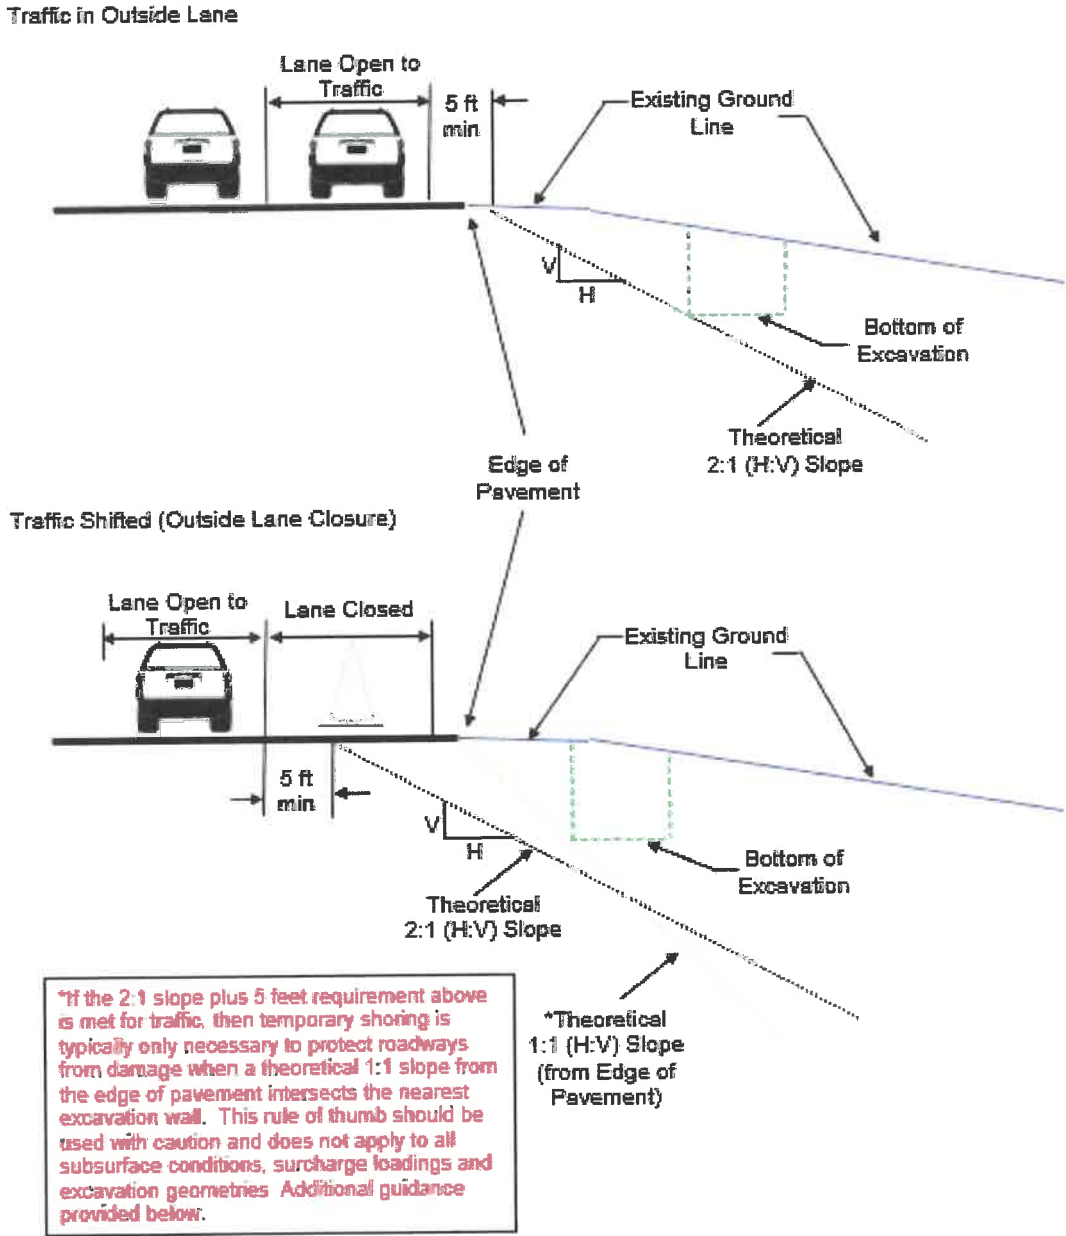 Traffic in Outside Lane
Lane Open to
Traffic
5 ft
min
Existing Ground
Line
V
H
Bottom of
Excavation
Theoretical
2:1 (H:V) Slope
Edge of
Pavement
Traffic Shifted (Outside Lane Closure)
Lane Open to
Traffic
Lane Closed
Existing Ground
Line
5 ft
min
V
H
Bottom of
Excavation
Theoretical
2:1 (H:V) Slope
*Theoretical
1:1 (H:V) Slope
(from Edge of
Pavement)
*If the 2:1 slope plus 5 feet requirement above
is met for traffic, then temporary shoring is
typically only necessary to protect roadways
from damage when a theoretical 1:1 slope from
the edge of pavement intersects the nearest
excavation wall. This rule of thumb should be
used with caution and does not apply to all
subsurface conditions, surcharge loadings and
excavation geometries Additional guidance
provided below.